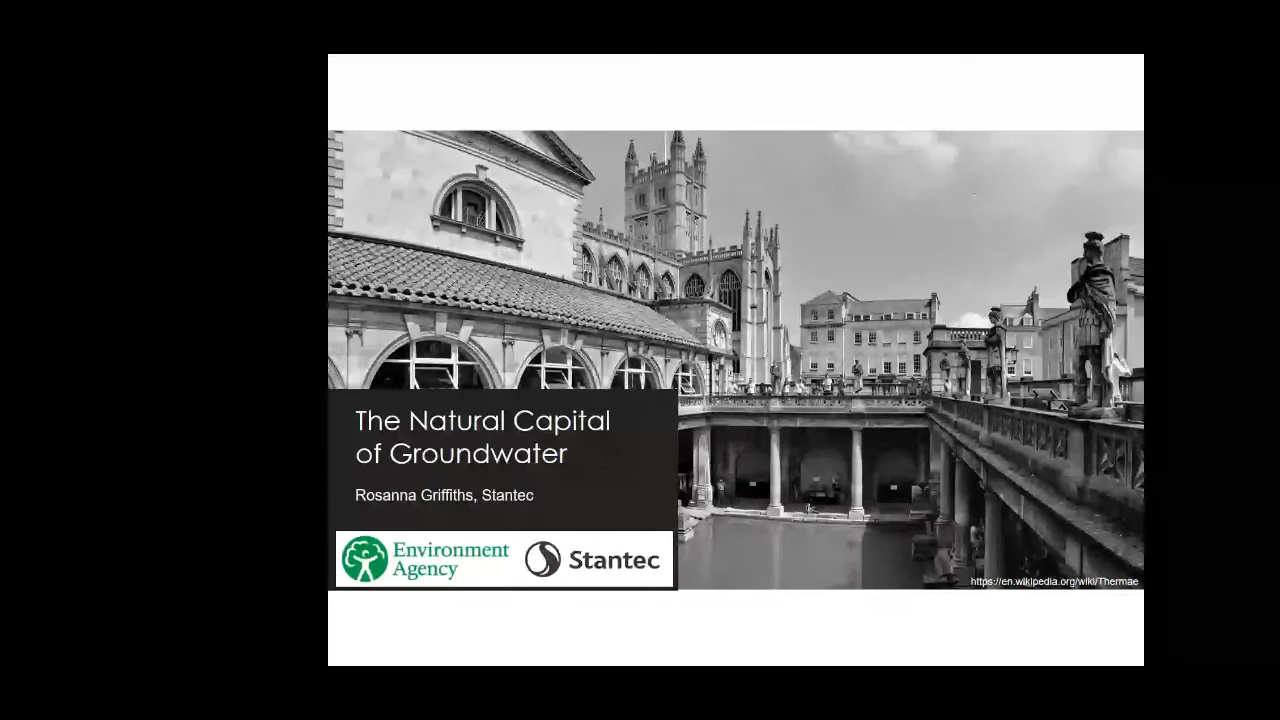 The Natural Capital
of Groundwater
Rosanna Griffiths, Stantec
Environment
Agency
Stantec
https://en.wikipedia.org/wiki/Thermae